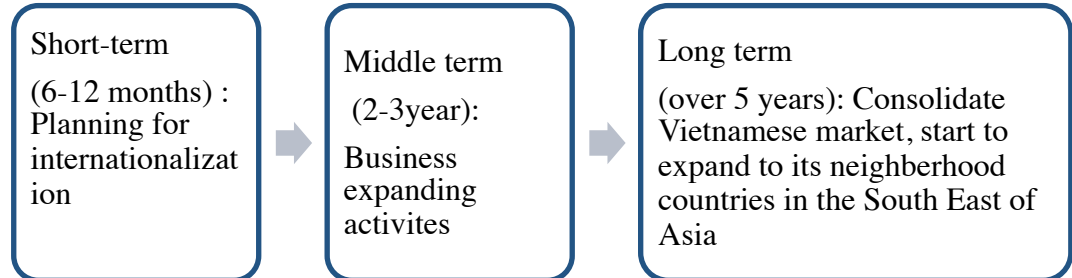 Short-term
(6-12 months) :
Planning for
internationalizat
ion
Middle term
(2-3year):
Business
expanding
activites
Long term
(over 5 years): Consolidate
Vietnamese market, start to
expand to its neighberhood
countries in the South East of
Asia